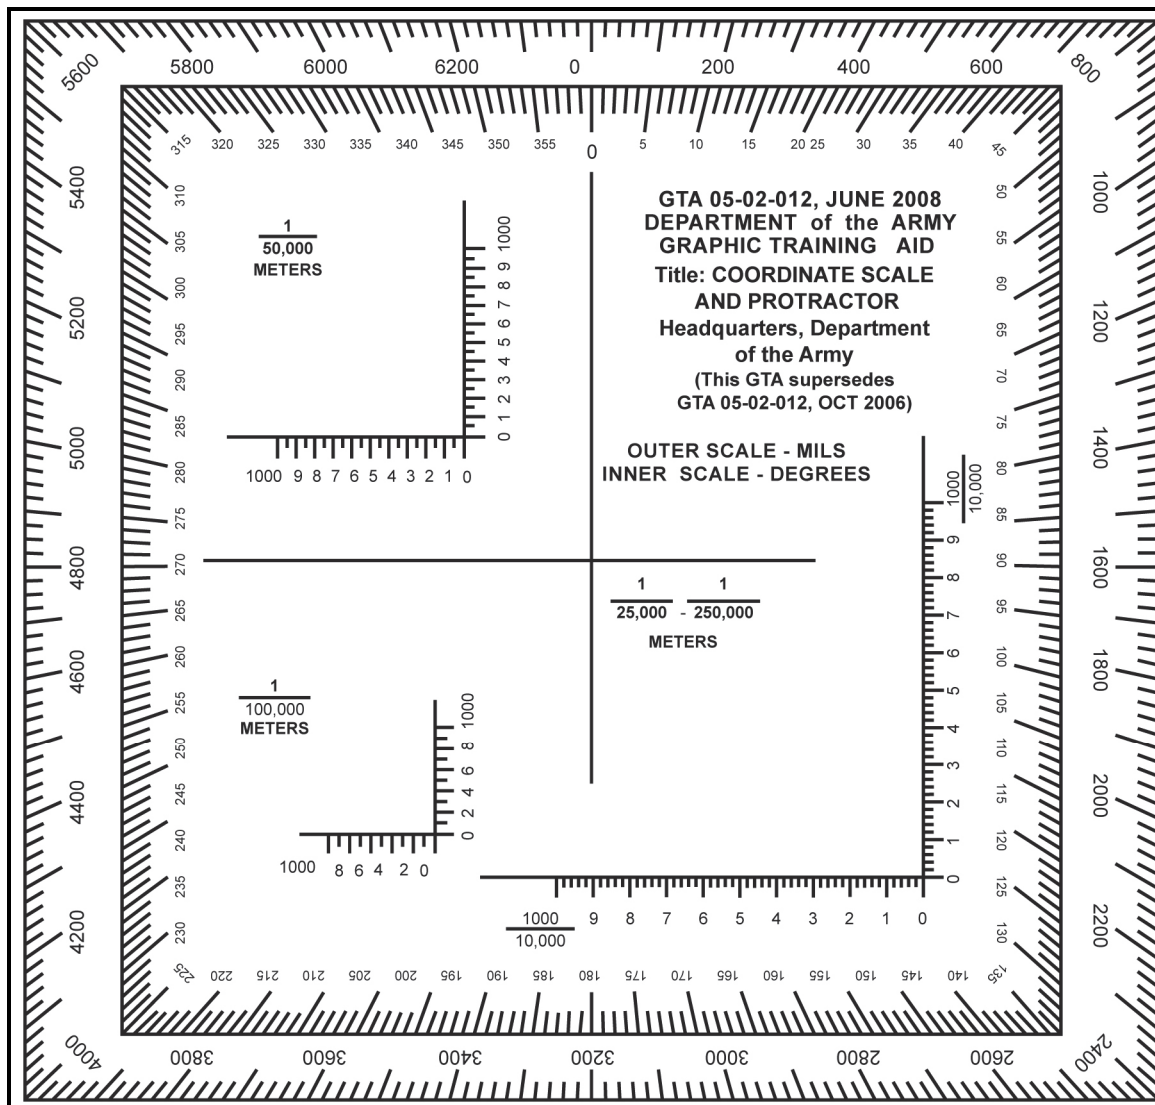 5600 5800 6000 6200 0 200 400 600 800
315 320 325 330 335 340 345 350 355 0 5 10 15 20 25 30 35 40 45
5400 310 50 1000
GTA 05-02-012, JUNE 2008
DEPARTMENT of the ARMY
GRAPHIC TRAINING AID
Title: COORDINATE SCALE
AND PROTRACTOR
Headquarters, Department
of the Army
(This GTA supersedes
GTA 05-02-012, OCT 2006)
1
50,000
METERS
1000
9
8
7
6
5
4
3
2
1
0
1000 9 8 7 6 5 4 3 2 1 0
305 55
300 60
5200 1200
295 65
290 70
285 75
5000 1400
280 80
275 85
270 90
4800 1600
265 95
260 100
4600 1800
255 105
250 110
245 115
4400 2000
240 120
235 125
230 130
4200 2200
OUTER SCALE - MILS
INNER SCALE - DEGREES
1000
10,000
9
8
7
9
5
4
3
2
1
0
1 1
25,000 - 250,000
METERS
1
100,000
METERS
1000
8
6
4
2
0
1000 8 6 4 2 0
1000 9 8 7 6 5 4 3 2 1 0
10,000
225 220 215 210 205 200 195 190 185 180 175 170 165 160 155 150 145 140 135
4000 3800 3600 3400 3200 3000 2800 2600 2400